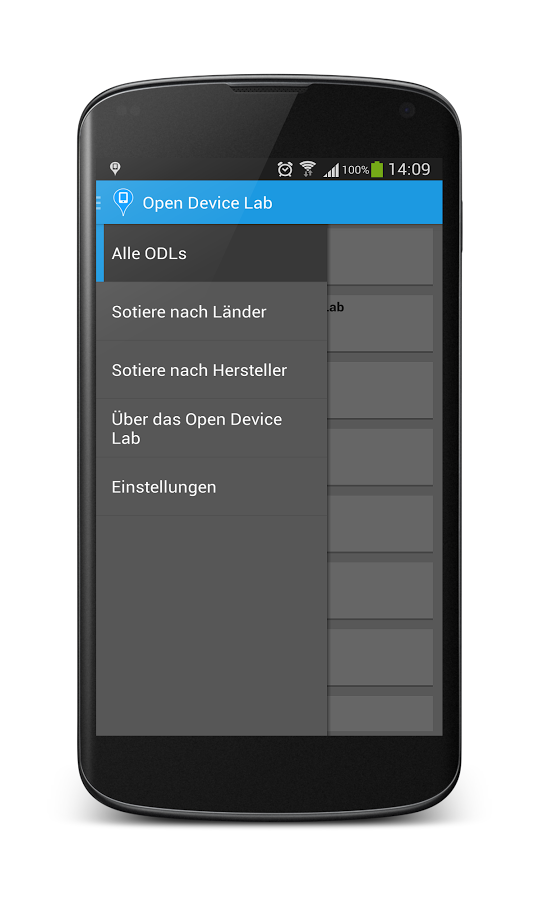 100% 14:09
Open Device Lab
Alle ODLs
Lab
Sotiere nach Länder
Sotiere nach Hersteller
Über das Open Device
Lab
Einstellungen